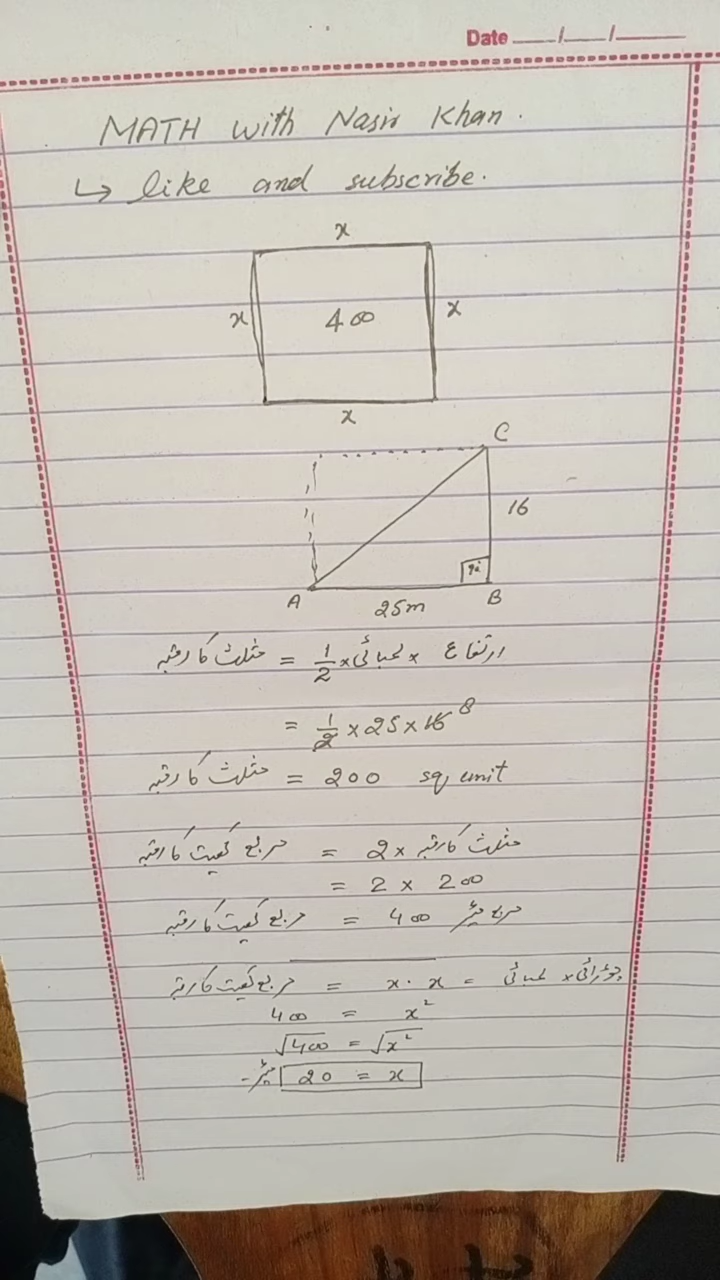 Date __/__/__
MATH with Nasir Khan.
↳ like and subscribe.
x
x 400 x
x
C
16
90
A 25m B
مثلث کا رقبہ = 1/2 × لمبائی × ارتفاع
= 1/2 × 25 × 16 8
مثلث کا رقبہ = 200 sq unit
مربع کھیت کا رقبہ = 2 × مثلث کا رقبہ
= 2 × 200
مربع کھیت کا رقبہ = 400 مربع میٹر
مربع کھیت کا رقبہ = x · x = لمبائی × چوڑائی
400 = x²
√400 = √x²
میٹر۔ 20 = x